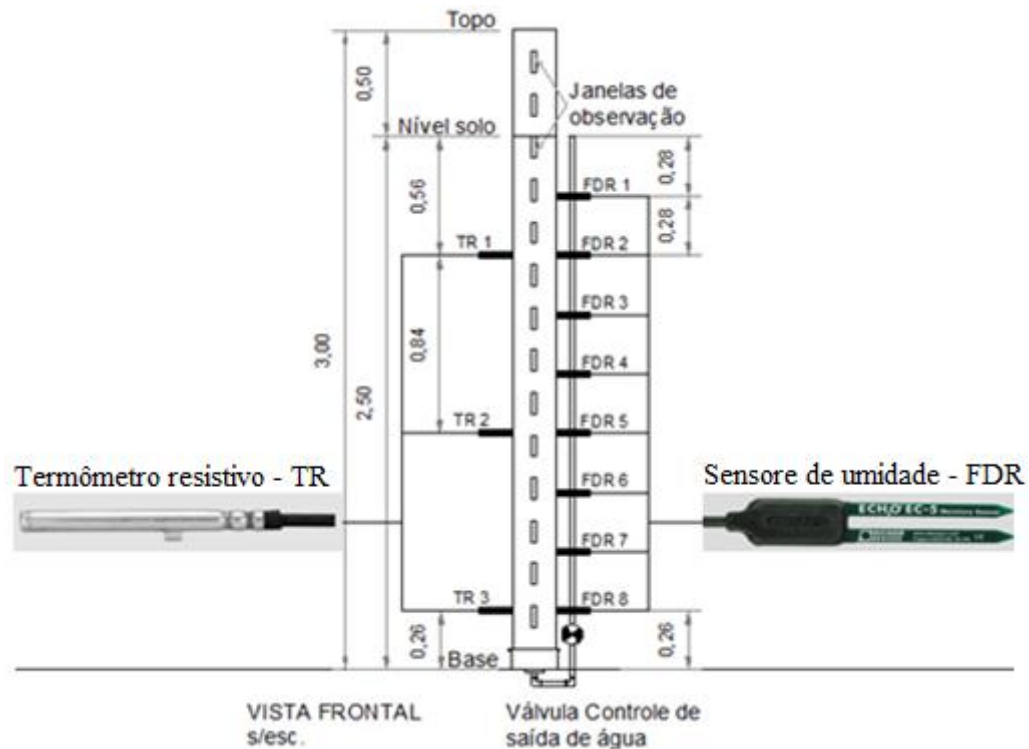 Topo
0,50
Janelas de
observação
Nível solo
0,28
FDR 1
0,56
0,28
TR 1
FDR 2
FDR 3
3,00
0,84
FDR 4
2,50
TR 2
FDR 5
Termômetro resistivo - TR
Sensore de umidade - FDR
FDR 6
ECH2O EC-5
FDR 7
TR 3
FDR 8
0,26
0,26
Base
VISTA FRONTAL
s/esc.
Válvula Controle de
saída de água